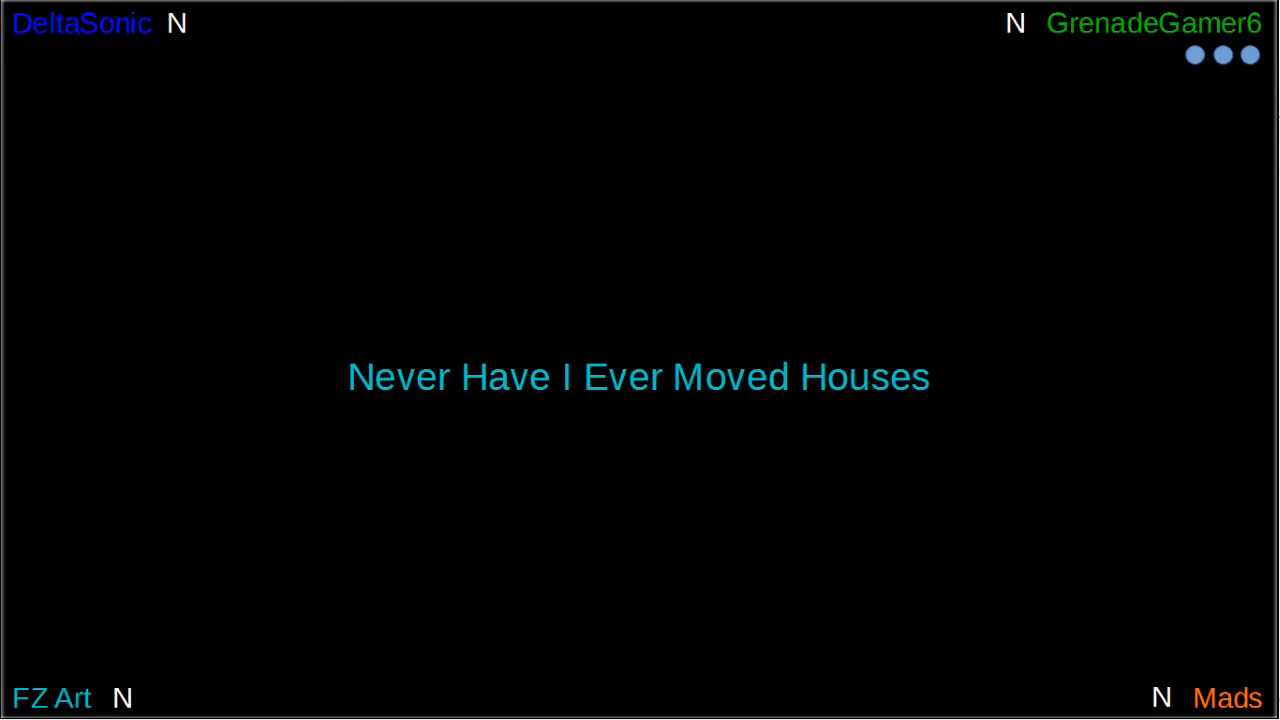 DeltaSonic N
N GrenadeGamer6
Never Have I Ever Moved Houses
FZ Art N
N Mads